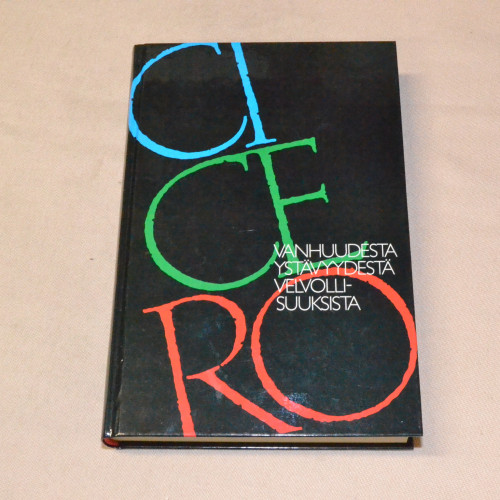 CI
CE
RO
VANHUUDESTA
YSTÄVYYDESTÄ
VELVOLLI-
SUUKSISTA